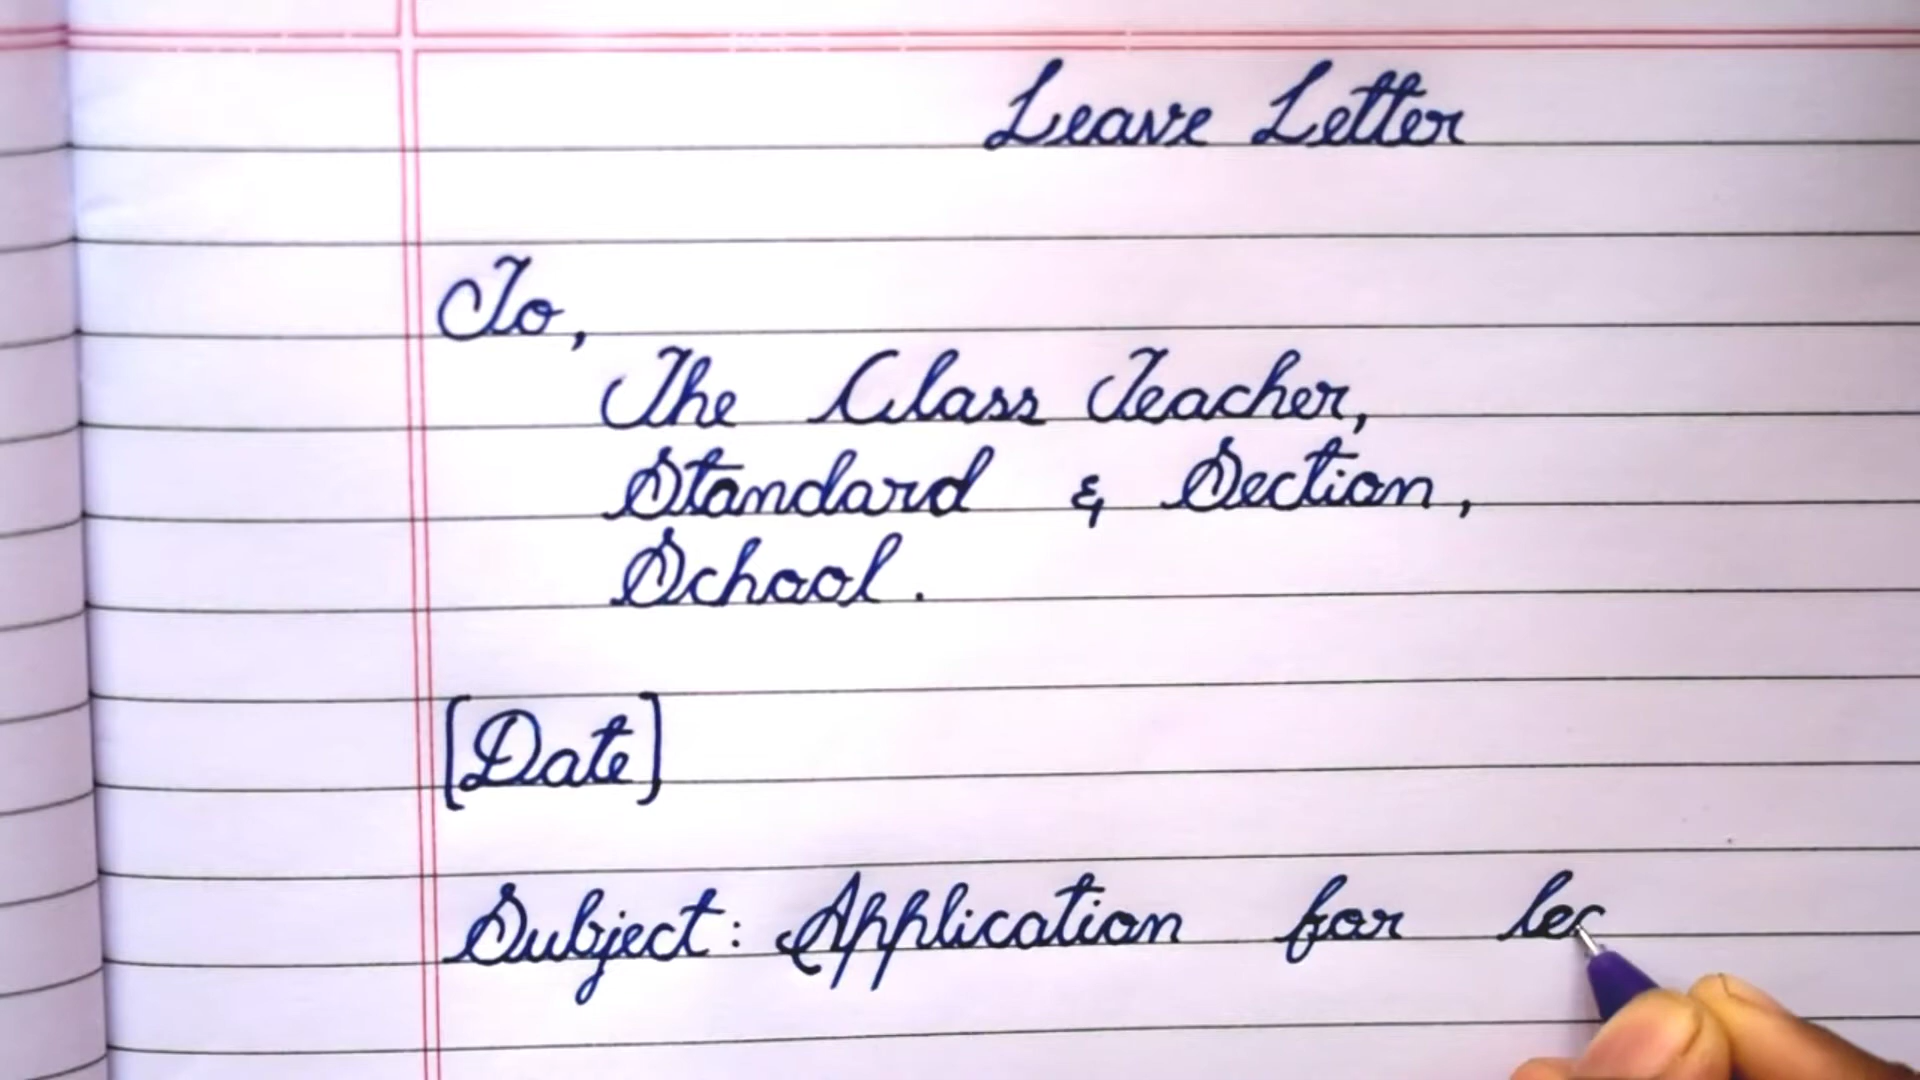 Leave Letter
To,
The Class Teacher,
Standard & Section,
School.
[Date]
Subject: Application for